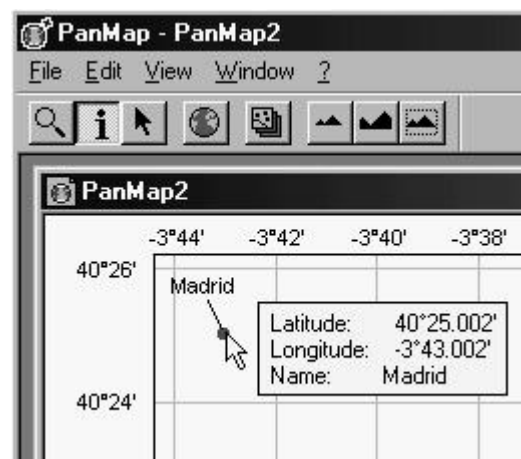 PanMap - PanMap2
File Edit View Window ?
i
PanMap2
-3°44' -3°42' -3°40' -3°38'
40°26'
Madrid
Latitude: 40°25.002'
Longitude: -3°43.002'
Name: Madrid
40°24'